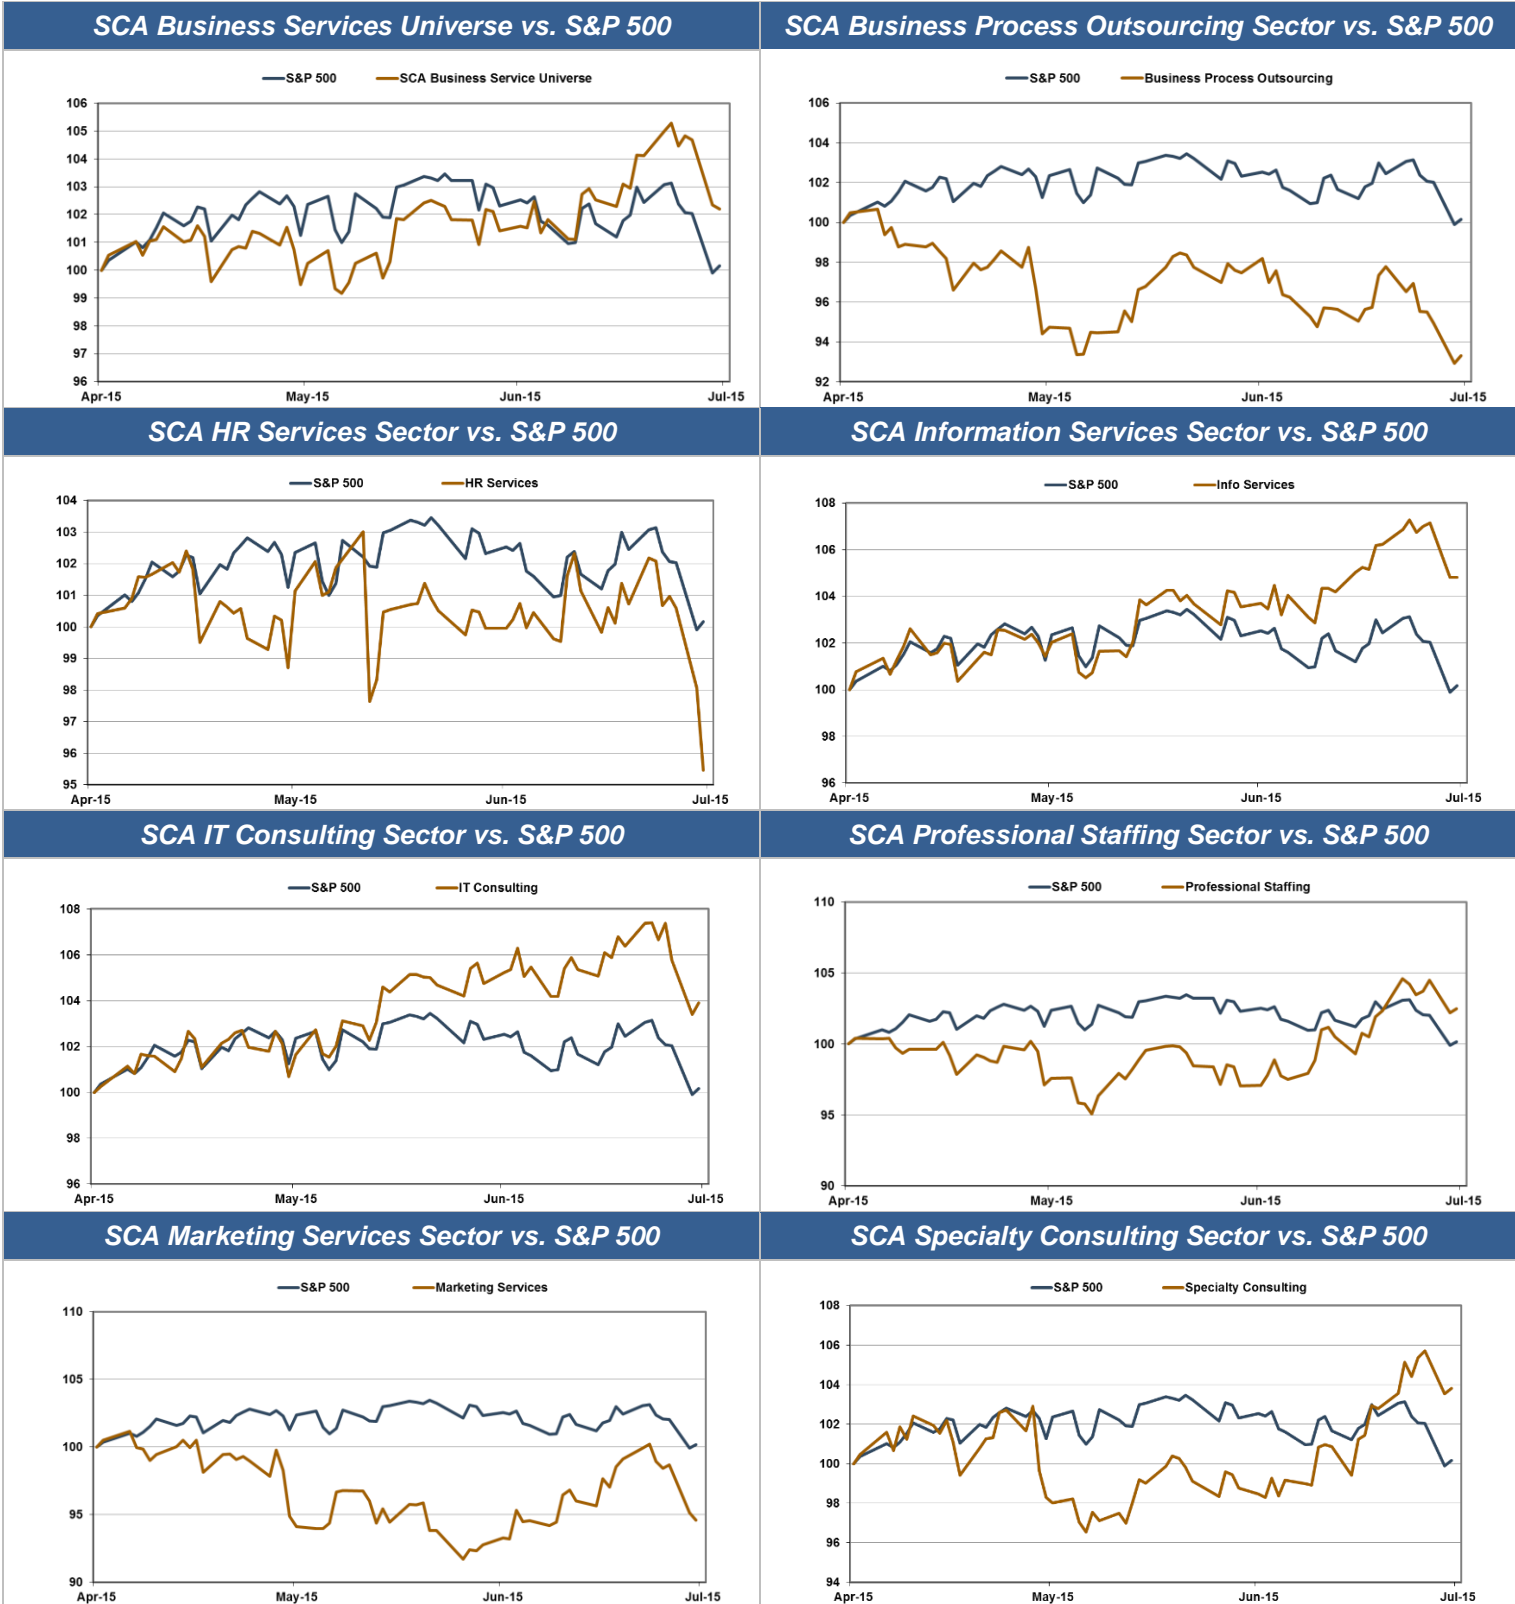 SCA Business Services Universe vs. S&P 500
S&P 500 SCA Business Service Universe
106
105
104
103
102
101
100
99
98
97
96
Apr-15 May-15 Jun-15 Jul-15
SCA Business Process Outsourcing Sector vs. S&P 500
S&P 500 Business Process Outsourcing
106
104
102
100
98
96
94
92
Apr-15 May-15 Jun-15 Jul-15
SCA HR Services Sector vs. S&P 500
S&P 500 HR Services
104
103
102
101
100
99
98
97
96
95
Apr-15 May-15 Jun-15 Jul-15
SCA Information Services Sector vs. S&P 500
S&P 500 Info Services
108
106
104
102
100
98
96
Apr-15 May-15 Jun-15 Jul-15
SCA IT Consulting Sector vs. S&P 500
S&P 500 IT Consulting
108
106
104
102
100
98
96
Apr-15 May-15 Jun-15 Jul-15
SCA Professional Staffing Sector vs. S&P 500
S&P 500 Professional Staffing
110
105
100
95
90
Apr-15 May-15 Jun-15 Jul-15
SCA Marketing Services Sector vs. S&P 500
S&P 500 Marketing Services
110
105
100
95
90
Apr-15 May-15 Jun-15 Jul-15
SCA Specialty Consulting Sector vs. S&P 500
S&P 500 Specialty Consulting
108
106
104
102
100
98
96
94
Apr-15 May-15 Jun-15 Jul-15